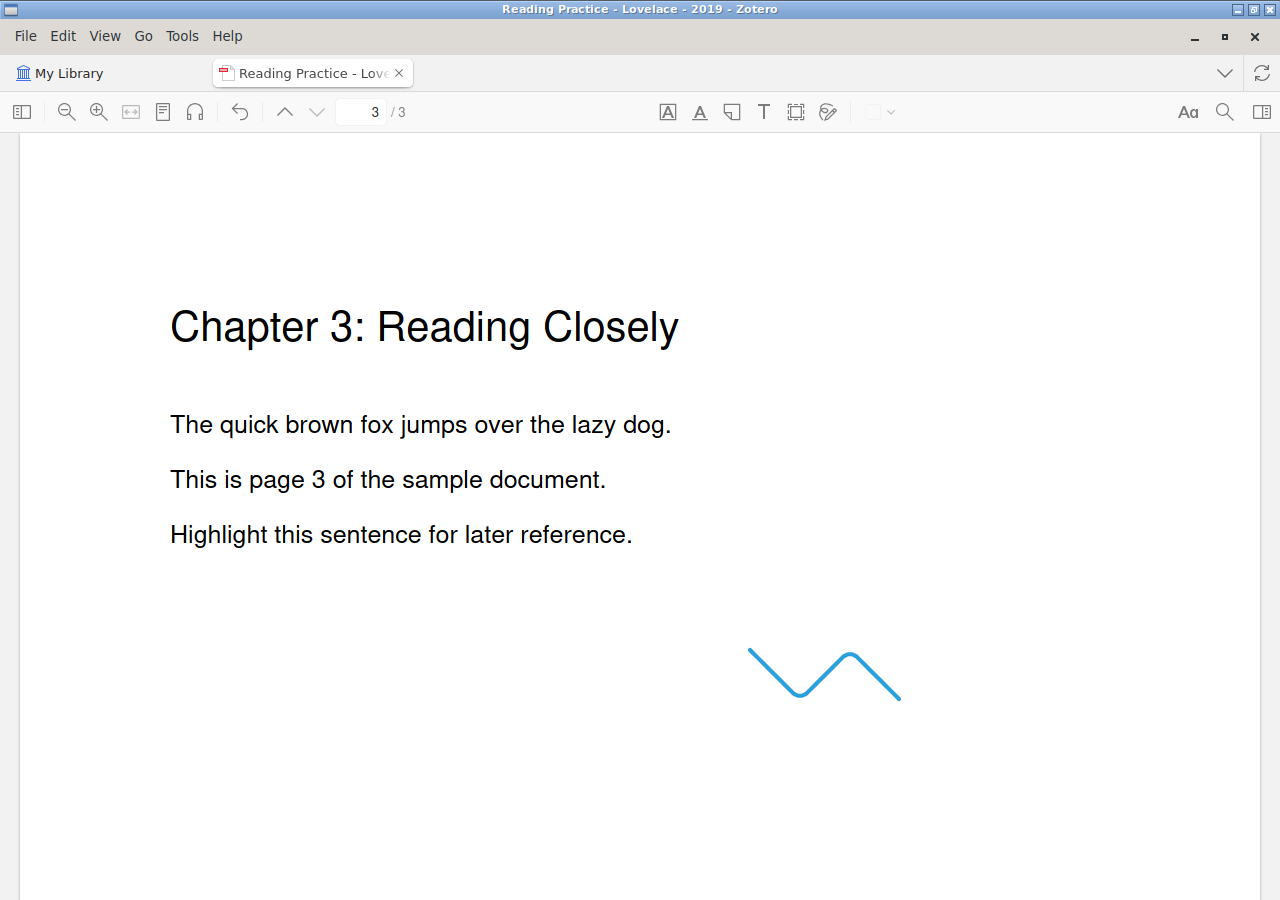 Reading Practice - Lovelace - 2019 - Zotero
File Edit View Go Tools Help
My Library
Reading Practice - Love
3 / 3
A A T Aa
Chapter 3: Reading Closely
The quick brown fox jumps over the lazy dog.
This is page 3 of the sample document.
Highlight this sentence for later reference.